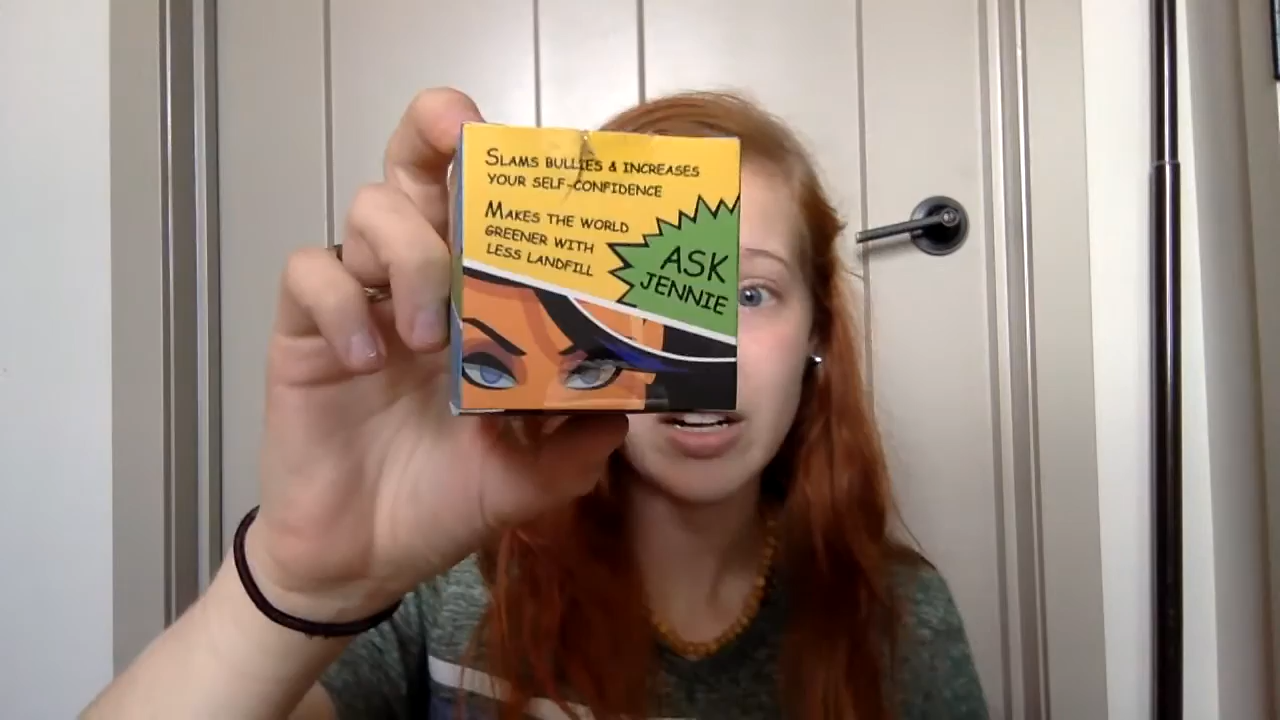 SLAMS BULLIES & INCREASES
YOUR SELF-CONFIDENCE
MAKES THE WORLD
GREENER WITH
LESS LANDFILL
ASK
JENNIE